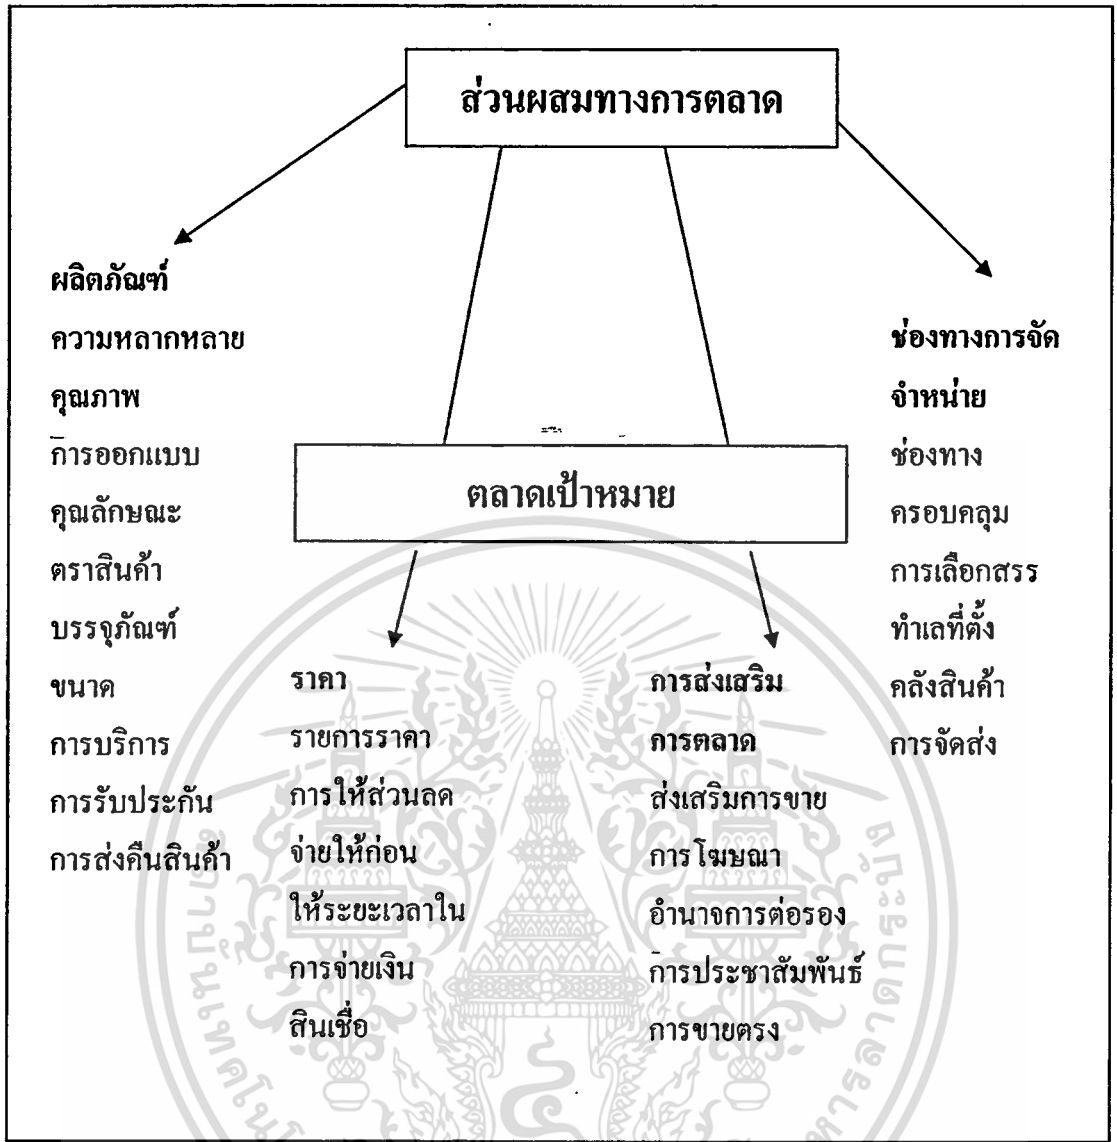 ส่วนผสมทางการตลาด
ผลิตภัณฑ์
ความหลากหลาย
คุณภาพ
การออกแบบ
คุณลักษณะ
ตราสินค้า
บรรจุภัณฑ์
ขนาด
การบริการ
การรับประกัน
การส่งคืนสินค้า
ตลาดเป้าหมาย
ราคา
รายการราคา
การให้ส่วนลด
จ่ายให้ก่อน
ให้ระยะเวลาใน
การจ่ายเงิน
สินเชื่อ
การส่งเสริม
การตลาด
ส่งเสริมการขาย
การโฆษณา
อำนาจการต่อรอง
การประชาสัมพันธ์
การขายตรง
ช่องทางการจัด
จำหน่าย
ช่องทาง
ครอบคลุม
การเลือกสรร
ทำเลที่ตั้ง
คลังสินค้า
การจัดส่ง